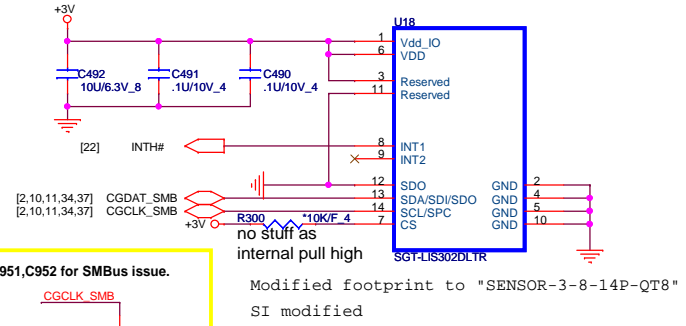 +3V
U18
1 Vdd_IO
6 VDD
C492
10U/6.3V_8
C491
.1U/10V_4
C490
.1U/10V_4
3 Reserved
11 Reserved
[22] INTH#
8 INT1
9 INT2
12 SDO GND 2
[2,10,11,34,37] CGDAT_SMB 13 SDA/SDI/SDO GND 4
[2,10,11,34,37] CGCLK_SMB 14 SCL/SPC GND 5
+3V R300 *10K/F_4 7 CS GND 10
no stuff as
internal pull high
SGT-LIS302DLTR
951,C952 for SMBus issue.
CGCLK_SMB
Modified footprint to "SENSOR-3-8-14P-QT8"
SI modified